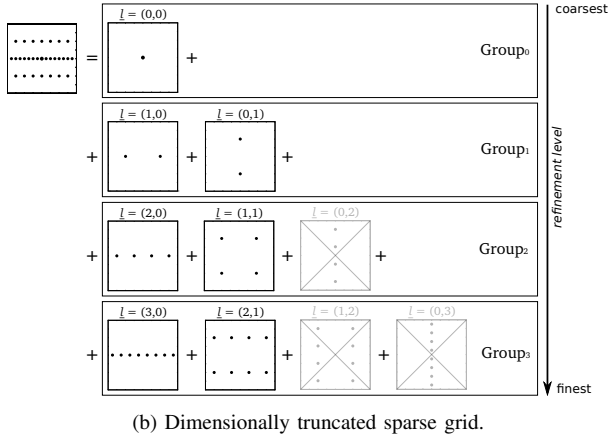 l = (0,0)
coarsest
= + Group₀
l = (1,0) l = (0,1)
+ + + Group₁
refinement level
l = (2,0) l = (1,1) l = (0,2)
+ + + + Group₂
l = (3,0) l = (2,1) l = (1,2) l = (0,3)
+ + + + Group₃
finest
(b) Dimensionally truncated sparse grid.